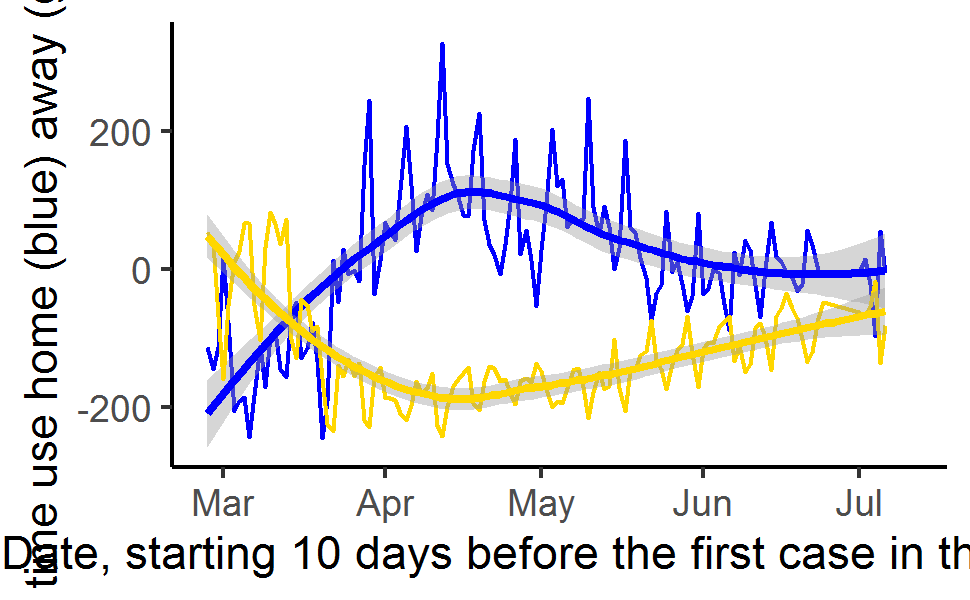 time use home (blue) away (
200
0
-200
Mar Apr May Jun Jul
Date, starting 10 days before the first case in th